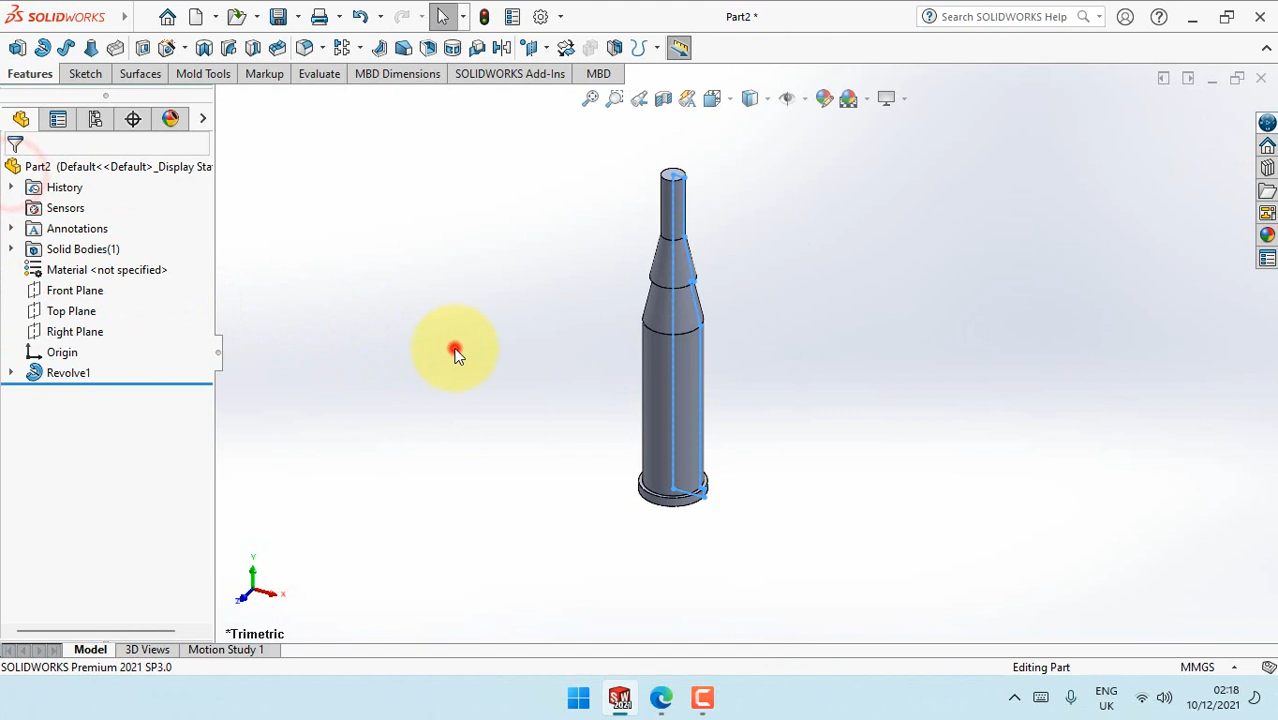 SOLIDWORKS
Part2 *
Search SOLIDWORKS Help
Features
Sketch
Surfaces
Mold Tools
Markup
Evaluate
MBD Dimensions
SOLIDWORKS Add-Ins
MBD
Part2 (Default<<Default>_Display Sta
History
Sensors
Annotations
Solid Bodies(1)
Material <not specified>
Front Plane
Top Plane
Right Plane
Origin
Revolve1
Y
X
Z
*Trimetric
Model
3D Views
Motion Study 1
SOLIDWORKS Premium 2021 SP3.0
Editing Part
MMGS
ENG
UK
02:18
10/12/2021